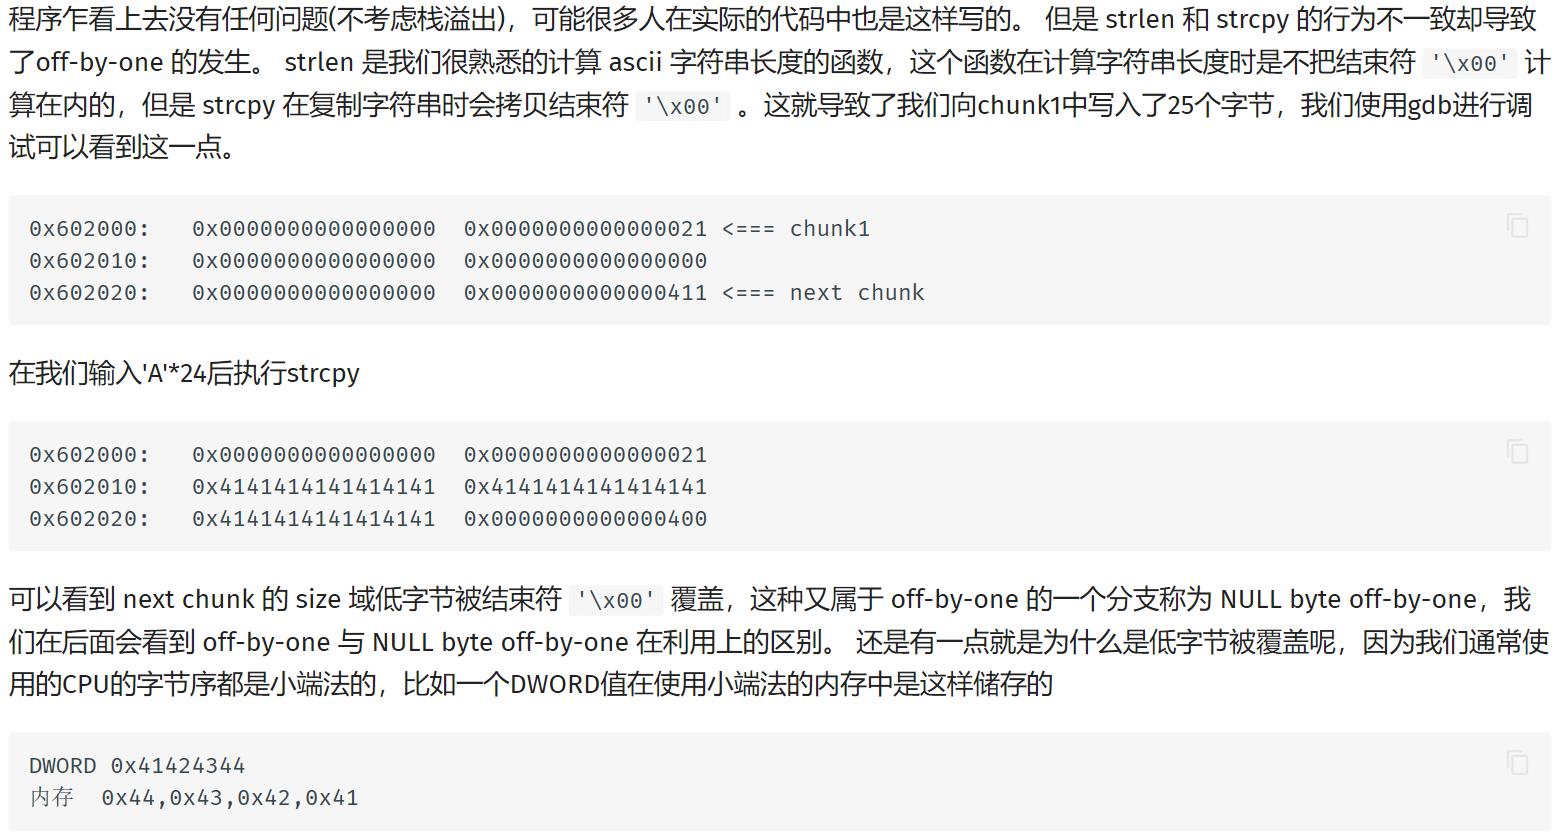 程序乍看上去没有任何问题(不考虑栈溢出)，可能很多人在实际的代码中也是这样写的。 但是 strlen 和 strcpy 的行为不一致却导致
了off-by-one 的发生。 strlen 是我们很熟悉的计算 ascii 字符串长度的函数，这个函数在计算字符串长度时是不把结束符 '\x00' 计
算在内的，但是 strcpy 在复制字符串时会拷贝结束符 '\x00' 。这就导致了我们向chunk1中写入了25个字节，我们使用gdb进行调
试可以看到这一点。
0x602000:   0x0000000000000000  0x0000000000000021 <=== chunk1
0x602010:   0x0000000000000000  0x0000000000000000
0x602020:   0x0000000000000000  0x0000000000000411 <=== next chunk
在我们输入'A'*24后执行strcpy
0x602000:   0x0000000000000000  0x0000000000000021
0x602010:   0x4141414141414141  0x4141414141414141
0x602020:   0x4141414141414141  0x0000000000000400
可以看到 next chunk 的 size 域低字节被结束符 '\x00' 覆盖，这种又属于 off-by-one 的一个分支称为 NULL byte off-by-one，我
们在后面会看到 off-by-one 与 NULL byte off-by-one 在利用上的区别。 还是有一点就是为什么是低字节被覆盖呢，因为我们通常使
用的CPU的字节序都是小端法的，比如一个DWORD值在使用小端法的内存中是这样储存的
DWORD 0x41424344
内存  0x44,0x43,0x42,0x41